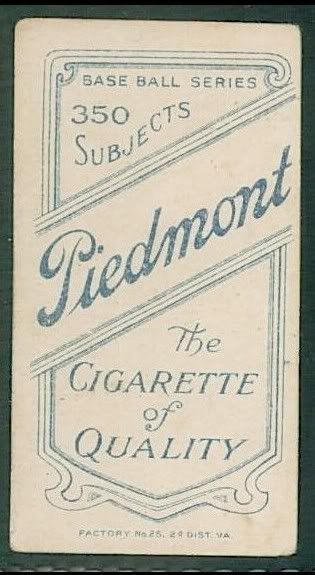 BASE BALL SERIES
350
SUBJECTS
Piedmont
The
CIGARETTE
of
QUALITY
FACTORY No 25, 2d DIST. VA.